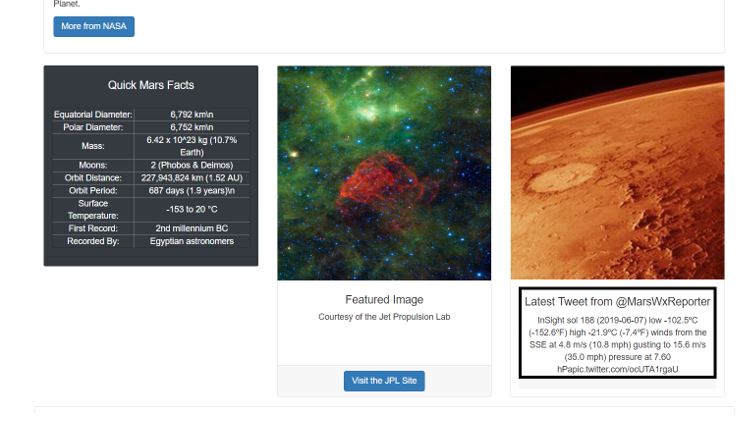 Planet.
More from NASA
Quick Mars Facts
Equatorial Diameter: 6,792 km\n
Polar Diameter: 6,752 km\n
Mass: 6.42 x 10^23 kg (10.7%
Earth)
Moons: 2 (Phobos & Deimos)
Orbit Distance: 227,943,824 km (1.52 AU)
Orbit Period: 687 days (1.9 years)\n
Surface
Temperature: -153 to 20 °C
First Record: 2nd millennium BC
Recorded By: Egyptian astronomers
Featured Image
Courtesy of the Jet Propulsion Lab
Visit the JPL Site
Latest Tweet from @MarsWxReporter
InSight sol 188 (2019-06-07) low -102.5ºC
(-152.6ºF) high -21.9ºC (-7.4ºF) winds from the
SSE at 4.8 m/s (10.8 mph) gusting to 15.6 m/s
(35.0 mph) pressure at 7.60
hPapic.twitter.com/ocUTA1rgaU